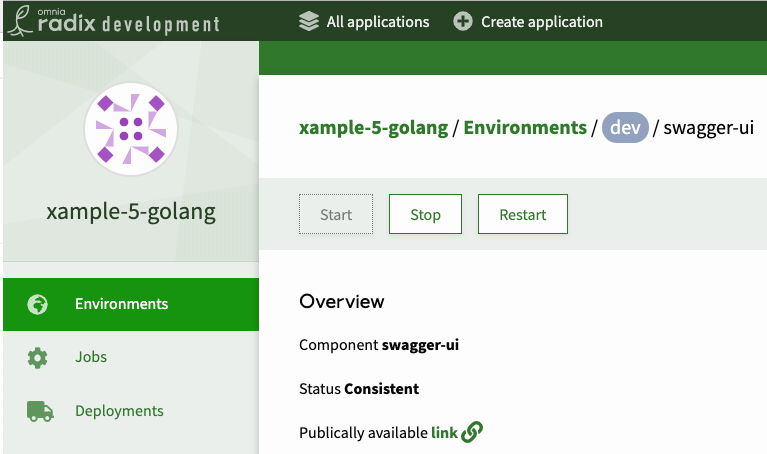 omnia
radix development
All applications
Create application
xample-5-golang / Environments / dev / swagger-ui
xample-5-golang
Start
Stop
Restart
Environments
Jobs
Deployments
Overview
Component swagger-ui
Status Consistent
Publically available link